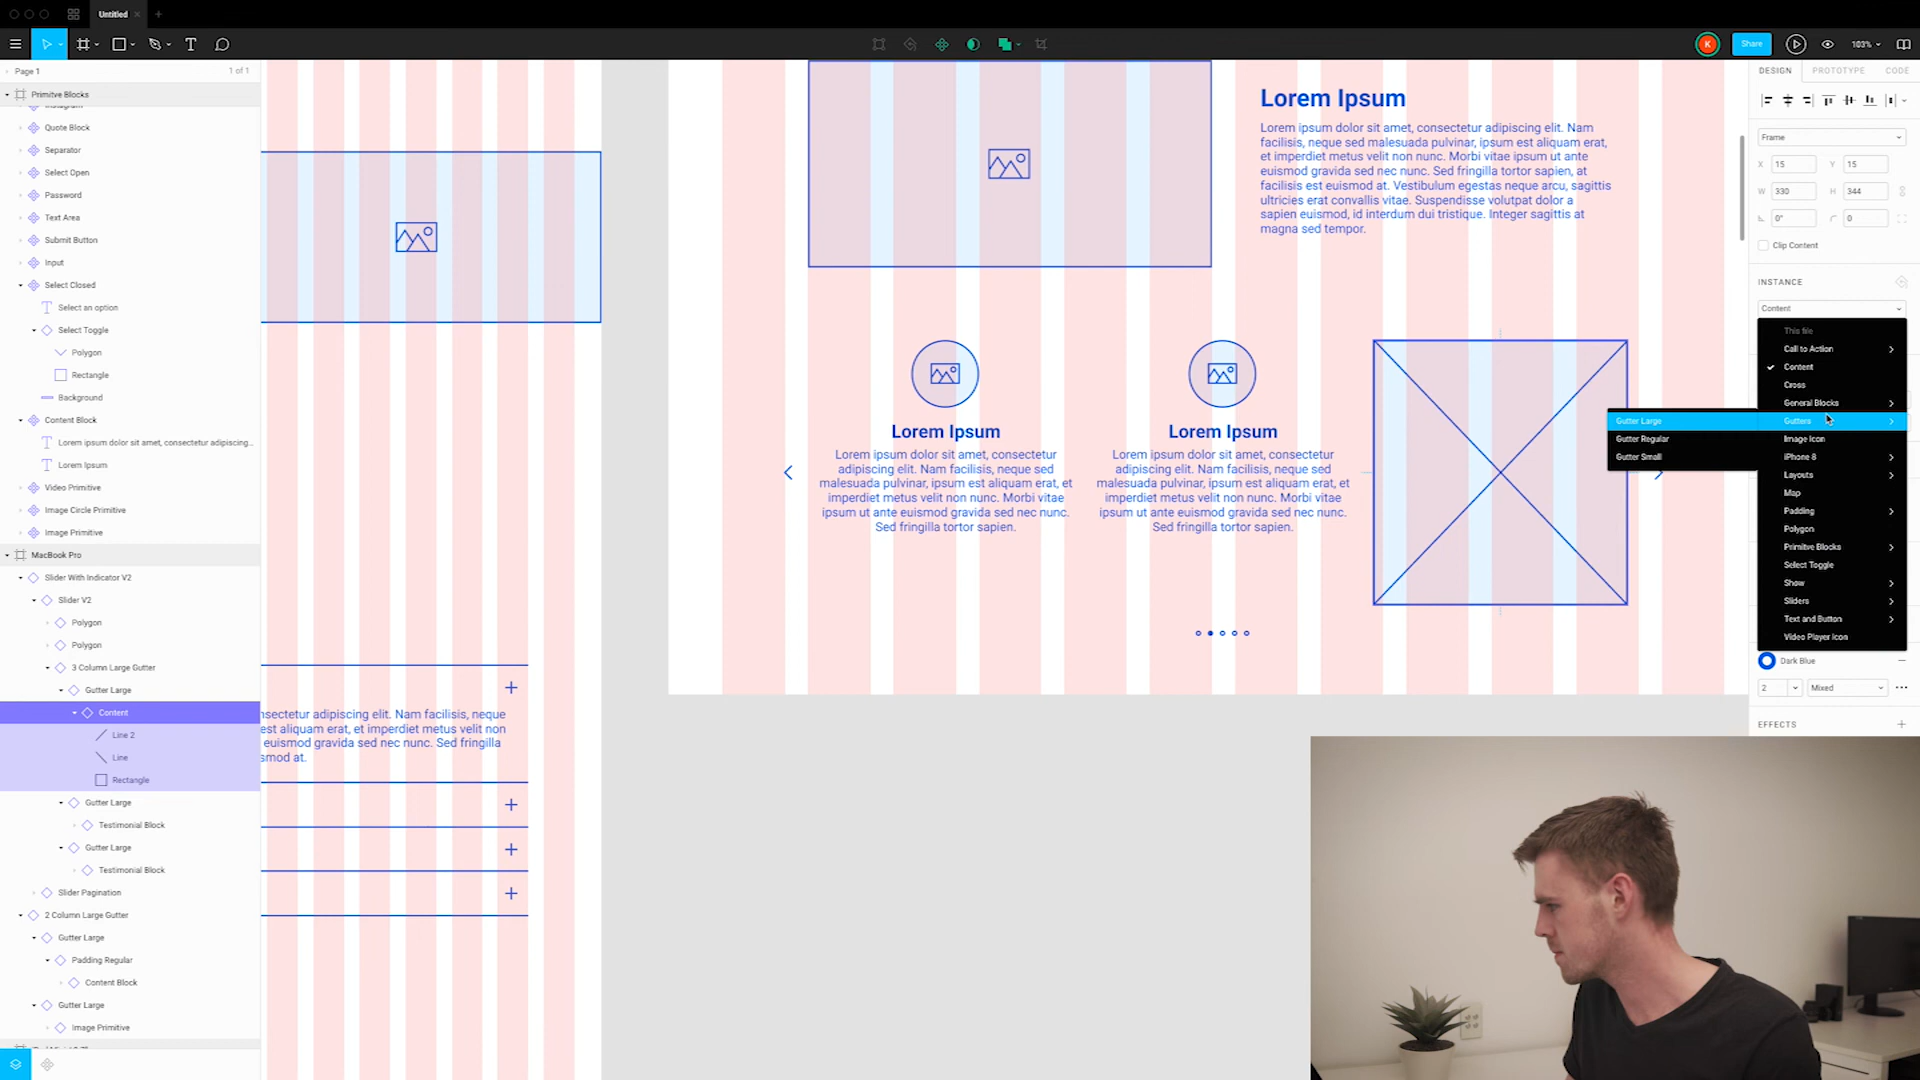 Untitled
Share
K
103%
Page 1
1 of 1
Primitive Blocks
Instagram
Quote Block
Separator
Select Open
Password
Text Area
Submit Button
Input
Select Closed
Select an option
Select Toggle
Polygon
Rectangle
Background
Content Block
Lorem ipsum dolor sit amet, consectetur adipiscing...
Lorem Ipsum
Video Primitive
Image Circle Primitive
Image Primitive
MacBook Pro
Slider With Indicator V2
Slider V2
Polygon
Polygon
3 Column Large Gutter
Gutter Large
Content
Line 2
Line
Rectangle
Gutter Large
Testimonial Block
Gutter Large
Testimonial Block
Slider Pagination
2 Column Large Gutter
Gutter Large
Padding Regular
Content Block
Gutter Large
Image Primitive
nsectetur adipiscing elit. Nam facilisis, neque
est aliquam erat, et imperdiet metus velit non
euismod gravida sed nec nunc. Sed fringilla
smod at.
Lorem Ipsum
Lorem ipsum dolor sit amet, consectetur adipiscing elit. Nam
facilisis, neque sed malesuada pulvinar, ipsum est aliquam erat,
et imperdiet metus velit non nunc. Morbi vitae ipsum ut ante
euismod gravida sed nec nunc. Sed fringilla tortor sapien, at
facilisis est euismod at. Vestibulum egestas neque arcu, sagittis
ultricies erat convallis vitae. Suspendisse volutpat dolor a
sapien euismod, id interdum dui tristique. Integer sagittis at
magna sed tempor.
Lorem Ipsum
Lorem ipsum dolor sit amet, consectetur
adipiscing elit. Nam facilisis, neque sed
malesuada pulvinar, ipsum est aliquam erat, et
imperdiet metus velit non nunc. Morbi vitae
ipsum ut ante euismod gravida sed nec nunc.
Sed fringilla tortor sapien.
Lorem Ipsum
Lorem ipsum dolor sit amet, consectetur
adipiscing elit. Nam facilisis, neque sed
malesuada pulvinar, ipsum est aliquam erat, et
imperdiet metus velit non nunc. Morbi vitae
ipsum ut ante euismod gravida sed nec nunc.
Sed fringilla tortor sapien.
DESIGN PROTOTYPE CODE
Frame
X 15 Y 15
W 330 H 344
0° 0
Clip Content
INSTANCE
Content
This file
Call to Action
Content
Cross
General Blocks
Gutters
Image Icon
iPhone 8
Layouts
Map
Padding
Polygon
Primitive Blocks
Select Toggle
Show
Sliders
Text and Button
Video Player Icon
Gutter Large
Gutter Regular
Gutter Small
Dark Blue
2 Mixed
EFFECTS